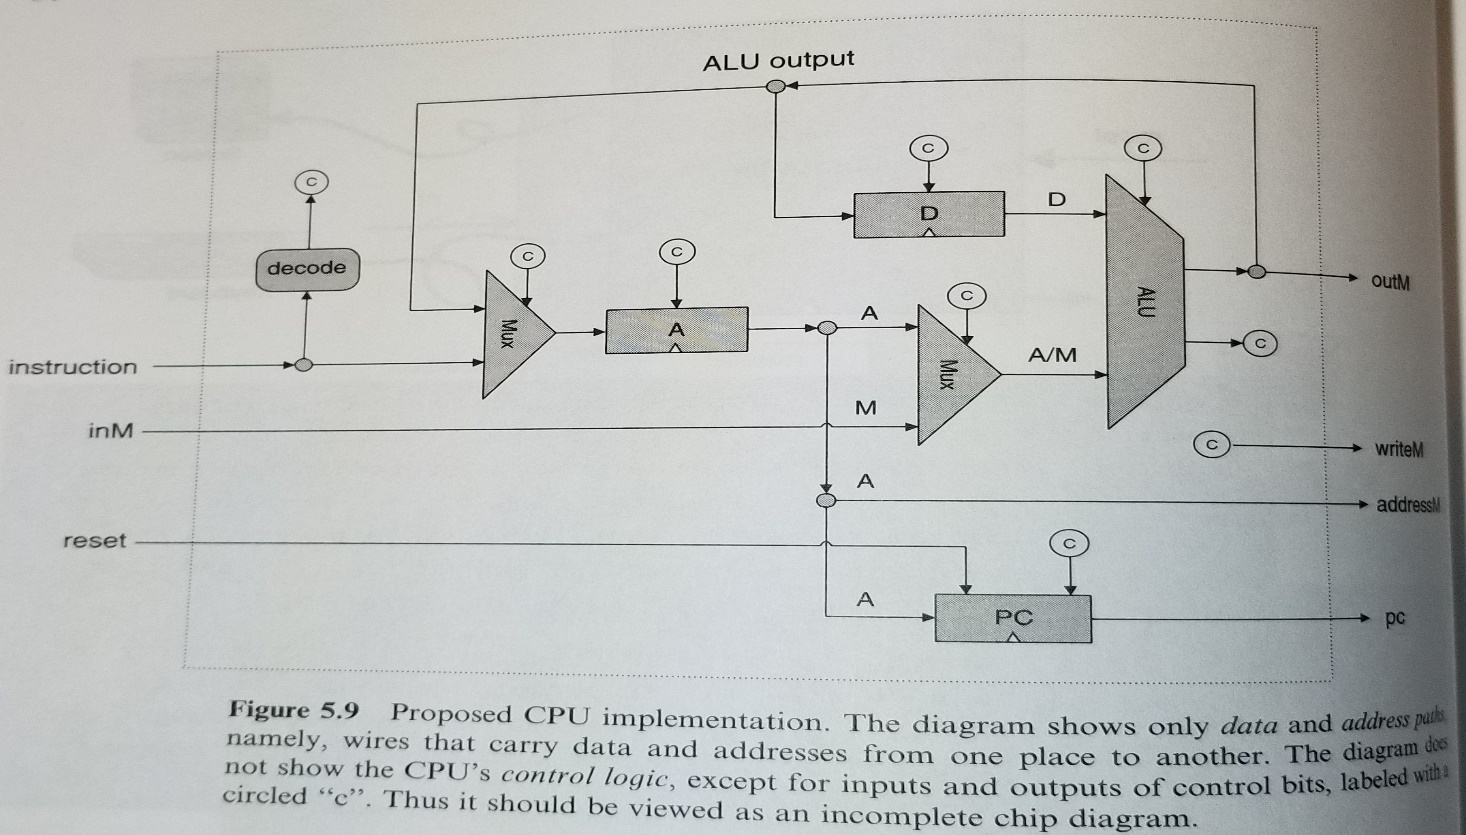 ALU output
C
C
C
D
D
decode
C
C
outM
instruction
Mux
A
A
C
Mux
A/M
ALU
C
inM
M
C
writeM
A
addressM
reset
C
A
PC
pc
Figure 5.9 Proposed CPU implementation. The diagram shows only data and address paths,
namely, wires that carry data and addresses from one place to another. The diagram does
not show the CPU's control logic, except for inputs and outputs of control bits, labeled with a
circled “c”. Thus it should be viewed as an incomplete chip diagram.